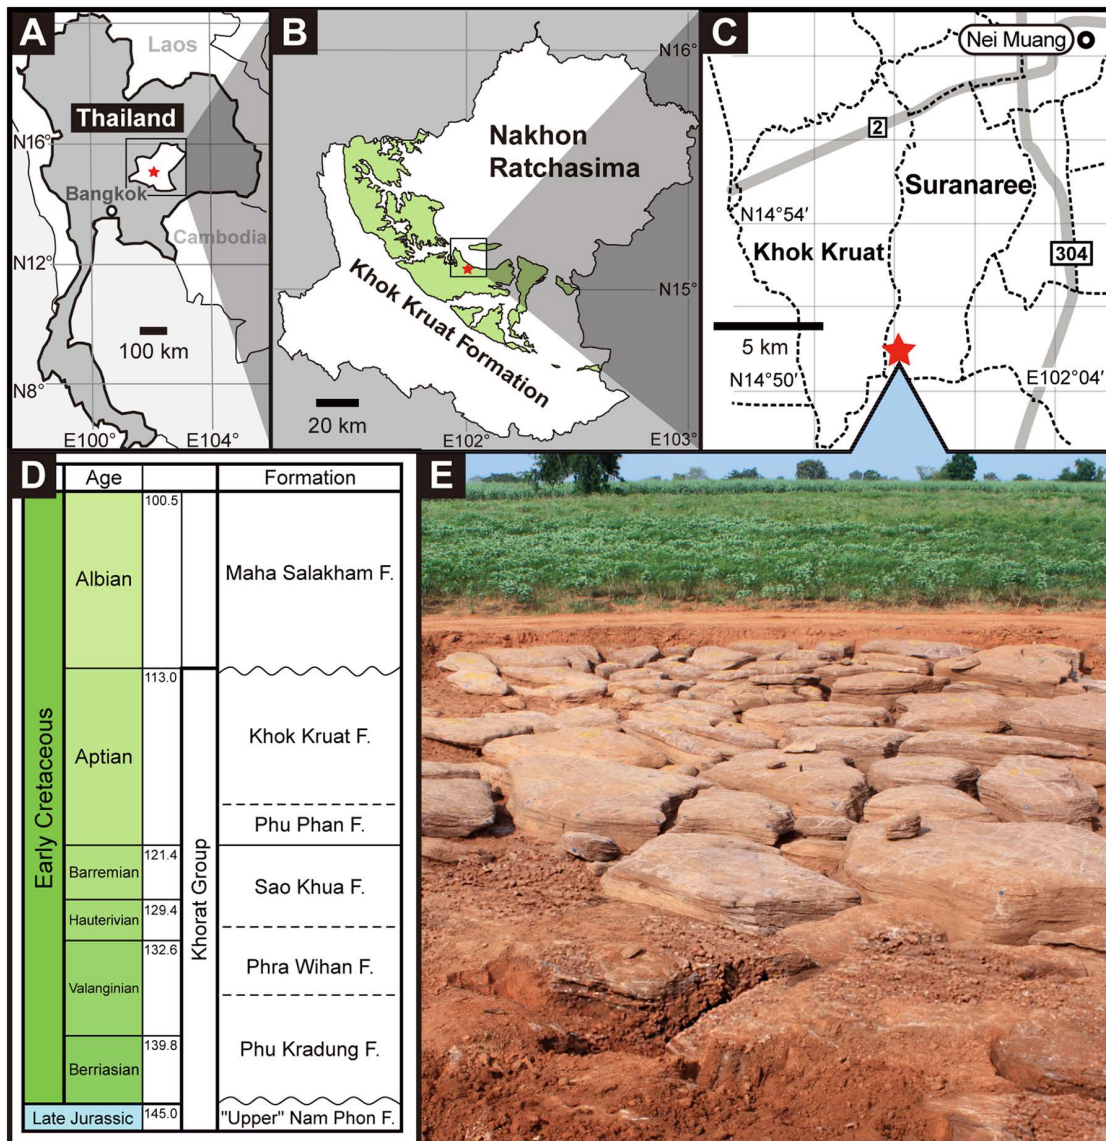 A
Laos
Thailand
N16°
Bangkok
Cambodia
N12°
100 km
N8°
E100°
E104°
B
N16°
Nakhon
Ratchasima
N15°
Khok Kruat Formation
20 km
E102°
E103°
C
Nei Muang
2
Suranaree
N14°54′
Khok Kruat
304
5 km
N14°50′
E102°04′
D
Age
Formation
100.5
Albian
Maha Salakham F.
113.0
Early Cretaceous
Aptian
Khok Kruat F.
Phu Phan F.
121.4
Barremian
Khorat Group
Sao Khua F.
129.4
Hauterivian
132.6
Phra Wihan F.
Valanginian
139.8
Phu Kradung F.
Berriasian
Late Jurassic
145.0
"Upper" Nam Phon F.
E